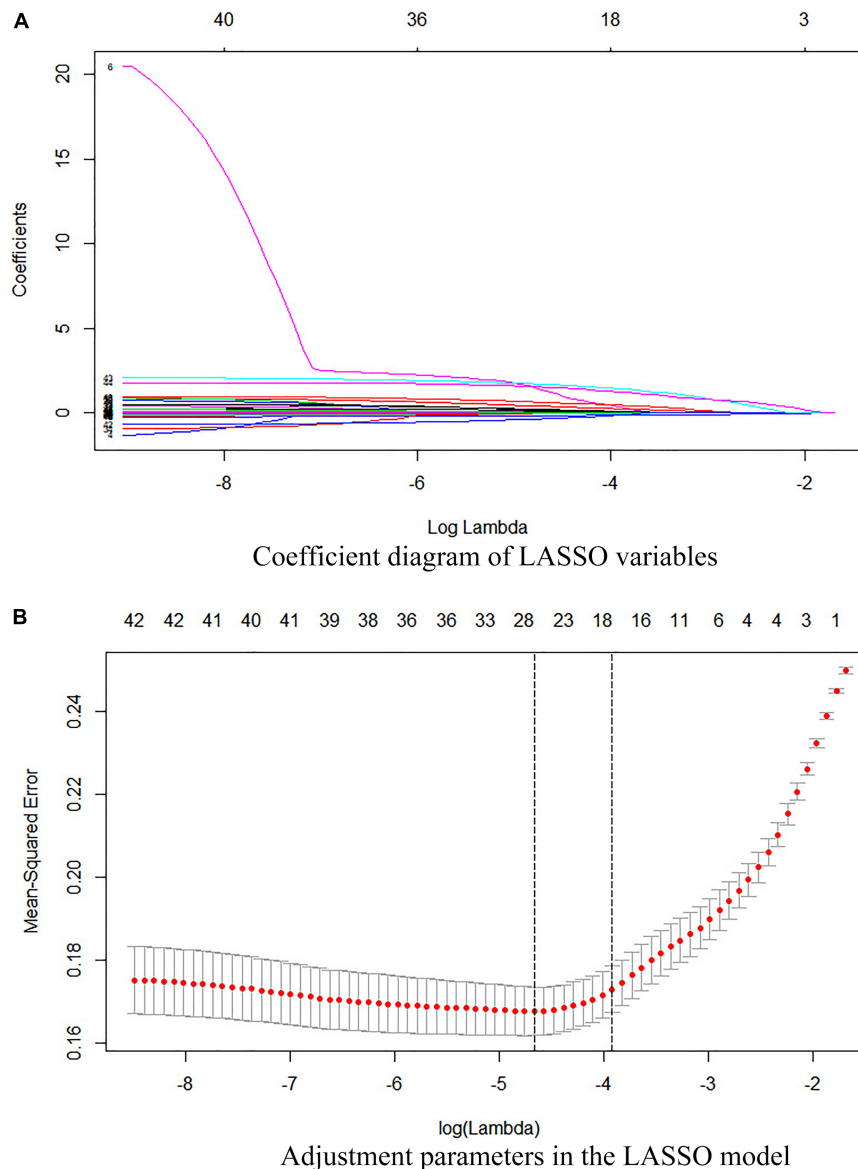 A
40 36 18 3
20
15
10
5
0
Coefficients
6
42
4
-8 -6 -4 -2
Log Lambda
Coefficient diagram of LASSO variables
B
42 42 41 40 41 39 38 36 36 33 28 23 18 16 11 6 4 4 3 1
0.24
0.22
0.20
0.18
0.16
Mean-Squared Error
-8 -7 -6 -5 -4 -3 -2
log(Lambda)
Adjustment parameters in the LASSO model